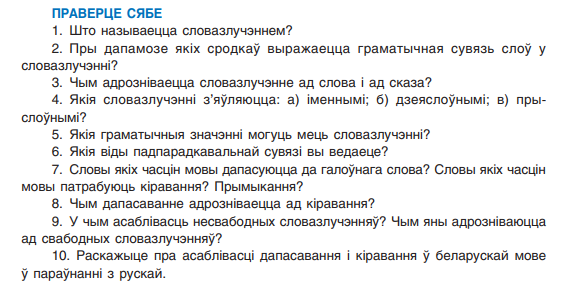 ПРАВЕРЦЕ СЯБЕ
1. Што называецца словазлучэннем?
2. Пры дапамозе якіх сродкаў выражаецца граматычная сувязь слоў у
словазлучэнні?
3. Чым адрозніваецца словазлучэнне ад слова і ад сказа?
4. Якія словазлучэнні з’яўляюцца: а) іменнымі; б) дзеяслоўнымі; в) пры-
слоўнымі?
5. Якія граматычныя значэнні могуць мець словазлучэнні?
6. Якія віды падпарадкавальнай сувязі вы ведаеце?
7. Словы якіх часцін мовы дапасуюцца да галоўнага слова? Словы якіх часцін
мовы патрабуюць кіравання? Прымыкання?
8. Чым дапасаванне адрозніваецца ад кіравання?
9. У чым асаблівасць несвабодных словазлучэнняў? Чым яны адрозніваюцца
ад свабодных словазлучэнняў?
10. Раскажыце пра асаблівасці дапасавання і кіравання ў беларускай мове
ў параўнанні з рускай.